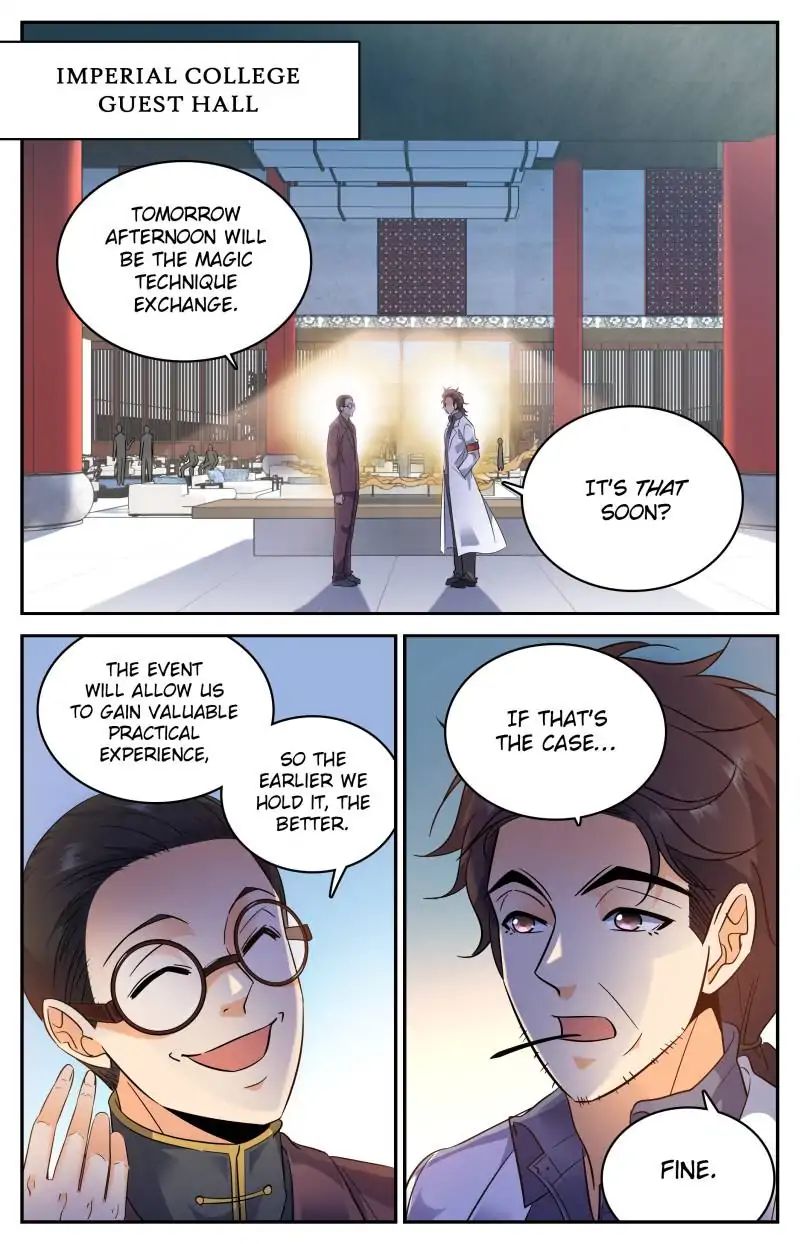 IMPERIAL COLLEGE
GUEST HALL
TOMORROW
AFTERNOON WILL
BE THE MAGIC
TECHNIQUE
EXCHANGE.
IT'S THAT
SOON?
THE EVENT
WILL ALLOW US
TO GAIN VALUABLE
PRACTICAL
EXPERIENCE,
SO THE
EARLIER WE
HOLD IT, THE
BETTER.
IF THAT'S
THE CASE...
FINE.